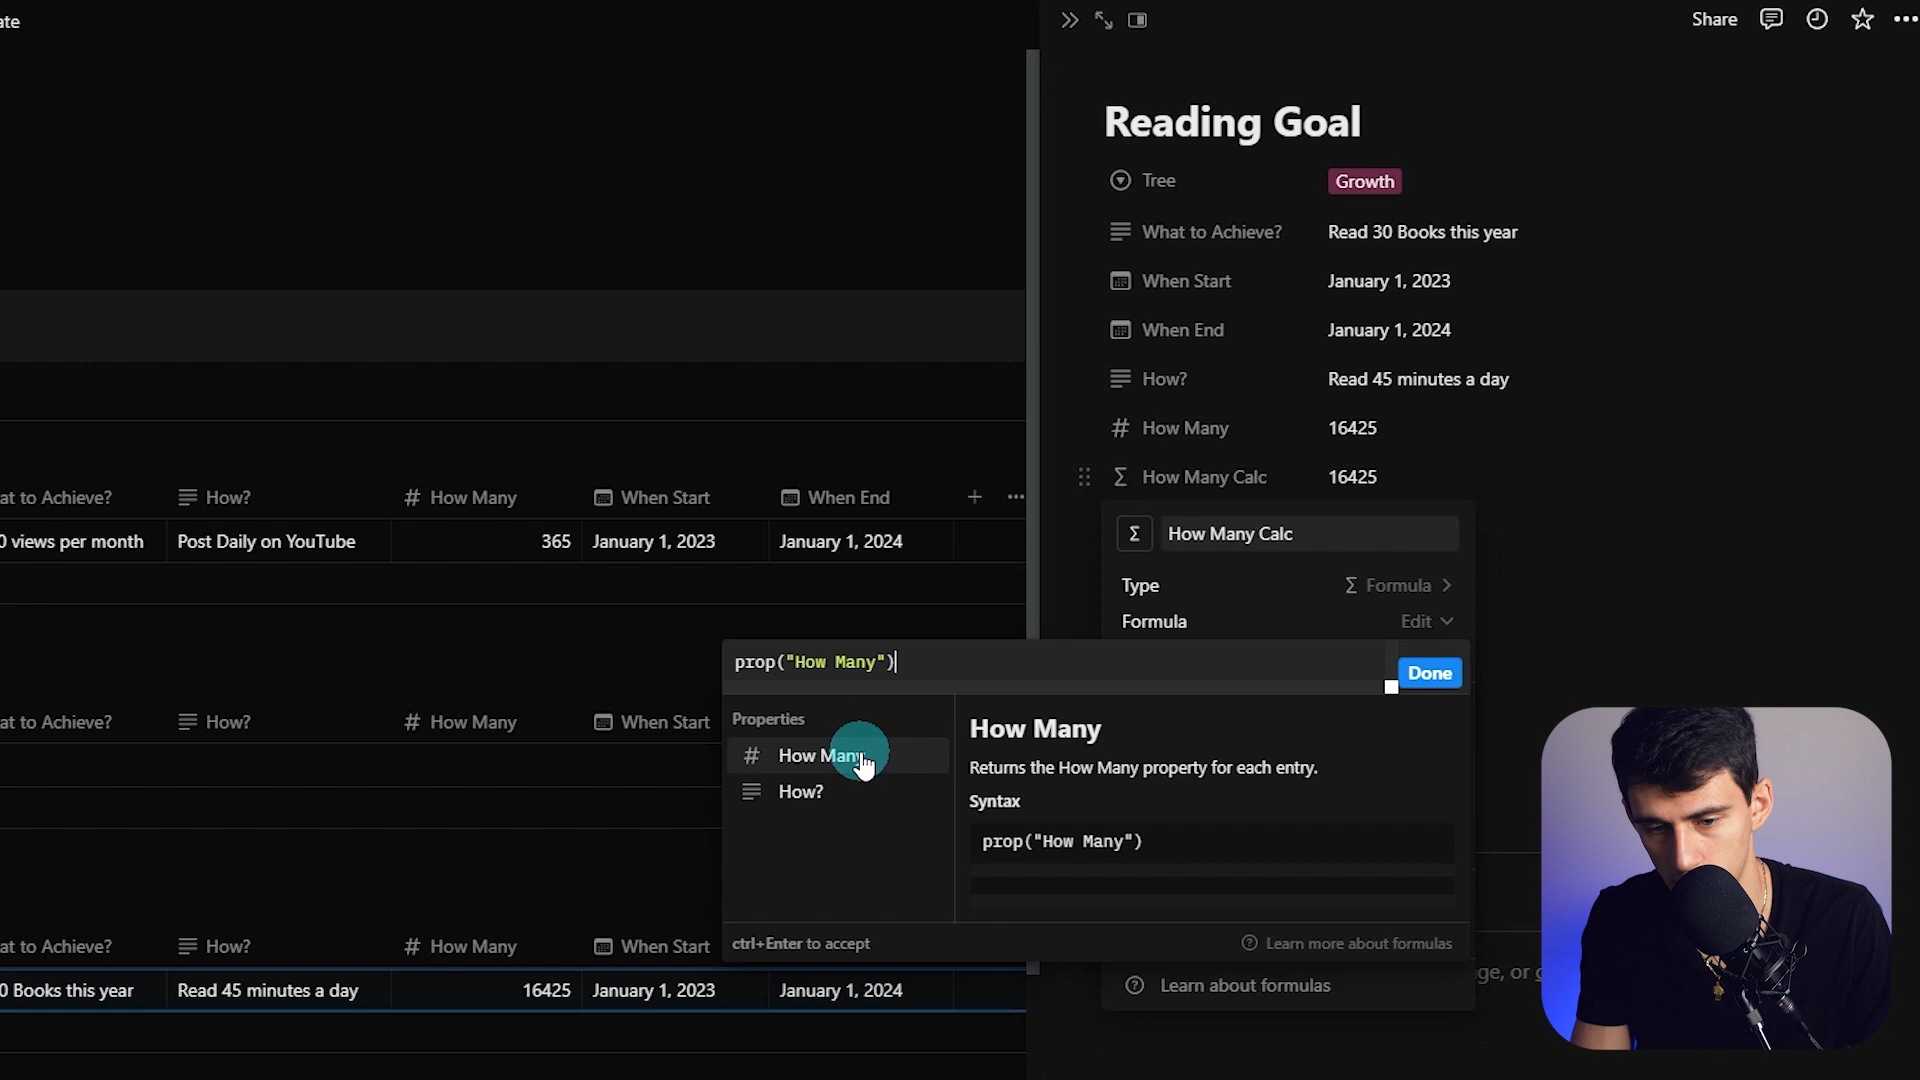 ate
Share
Reading Goal
Tree Growth
What to Achieve? Read 30 Books this year
When Start January 1, 2023
When End January 1, 2024
How? Read 45 minutes a day
# How Many 16425
Σ How Many Calc 16425
at to Achieve? How? # How Many When Start When End + ...
0 views per month Post Daily on YouTube 365 January 1, 2023 January 1, 2024
Σ How Many Calc
Type Σ Formula >
Formula Edit
prop("How Many")
Done
at to Achieve? How? # How Many When Start
Properties
# How Many
How?
How Many
Returns the How Many property for each entry.
Syntax
prop("How Many")
ctrl+Enter to accept
? Learn more about formulas
at to Achieve? How? # How Many When Start
0 Books this year Read 45 minutes a day 16425 January 1, 2023 January 1, 2024
ge, or
? Learn about formulas